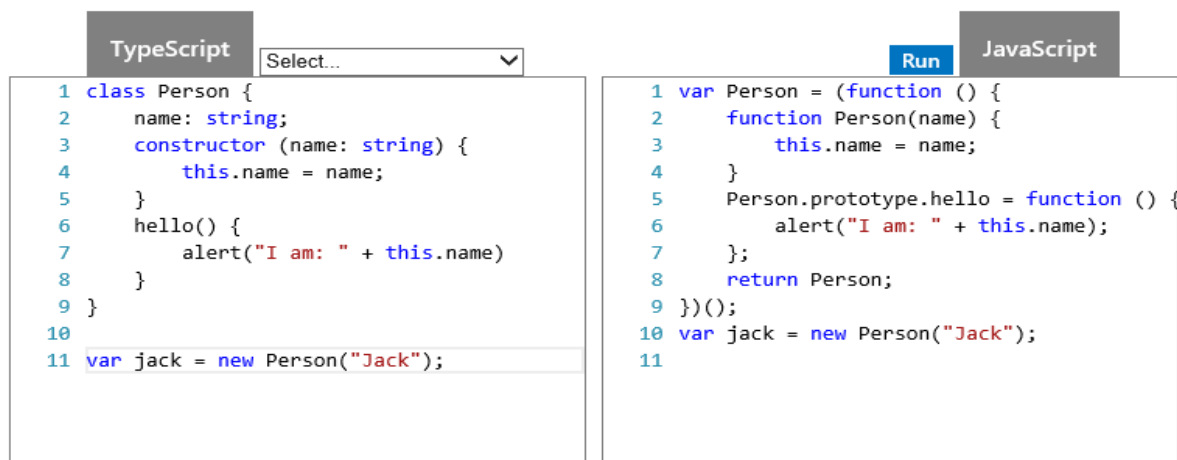 TypeScript
Select...
1 class Person {
2     name: string;
3     constructor (name: string) {
4         this.name = name;
5     }
6     hello() {
7         alert("I am: " + this.name)
8     }
9 }
10
11 var jack = new Person("Jack");
Run
JavaScript
1 var Person = (function () {
2     function Person(name) {
3         this.name = name;
4     }
5     Person.prototype.hello = function () {
6         alert("I am: " + this.name);
7     };
8     return Person;
9 })();
10 var jack = new Person("Jack");
11